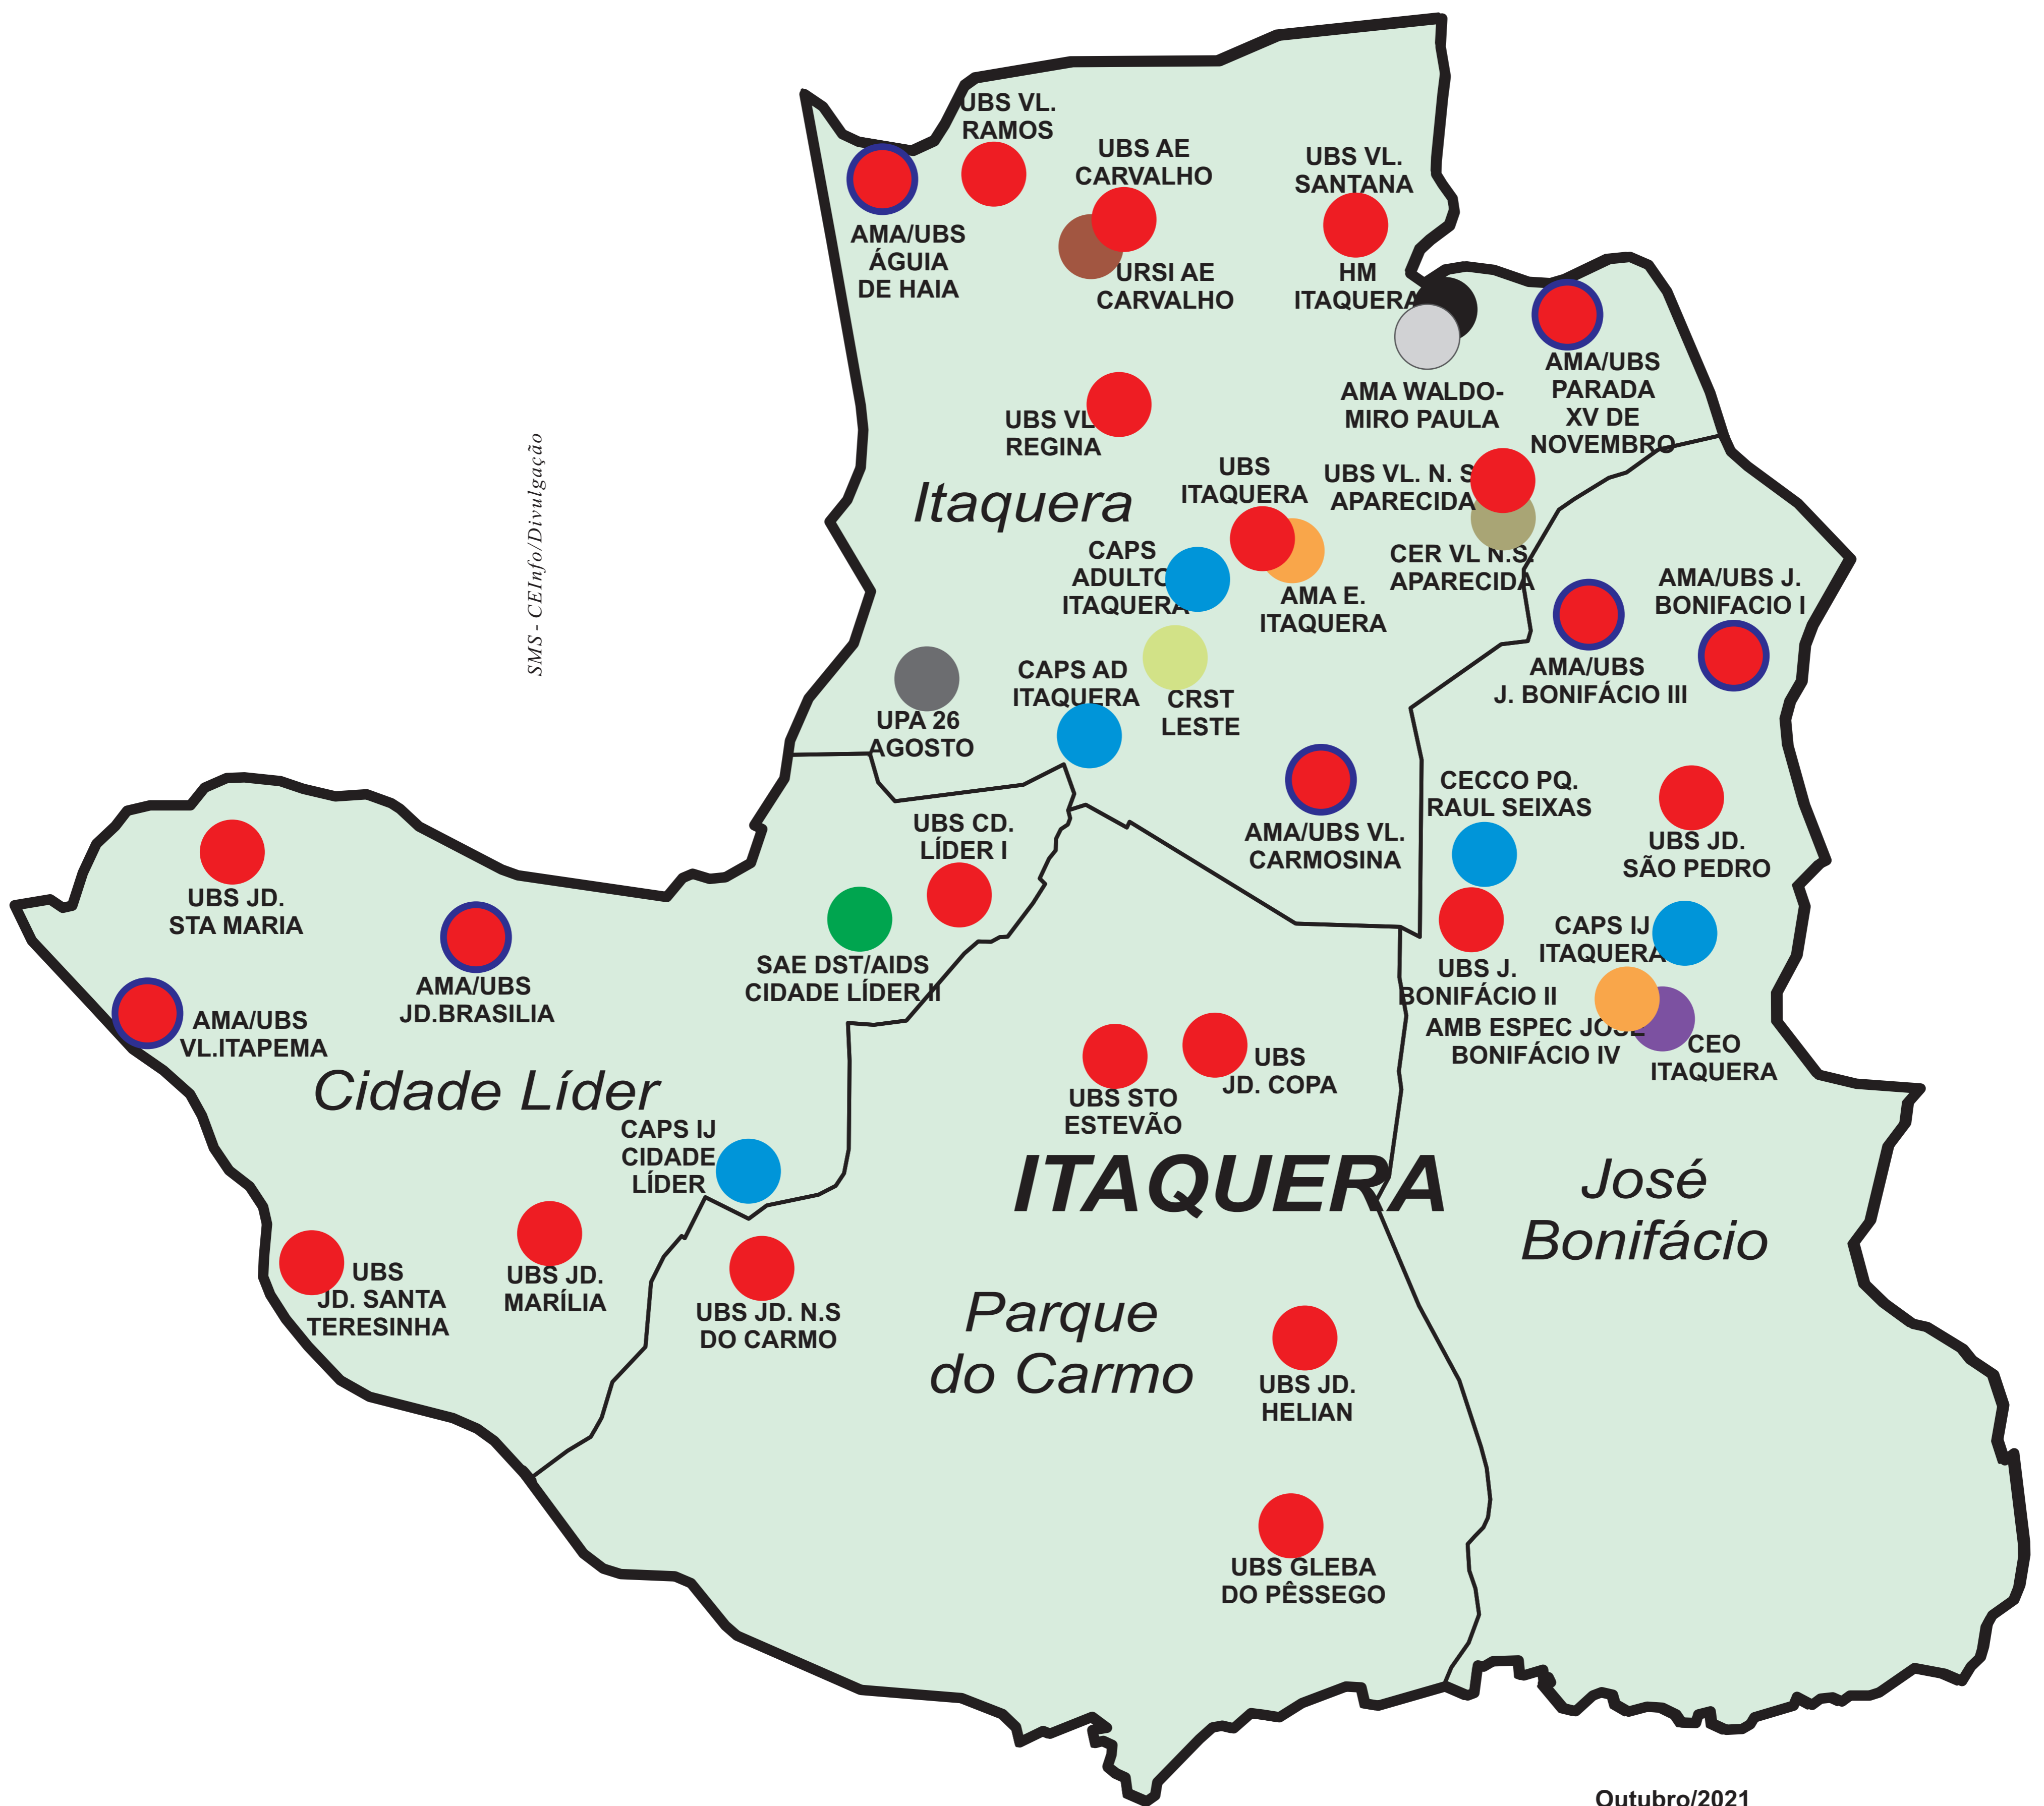 UBS VL.
RAMOS
UBS AE
CARVALHO
UBS VL.
SANTANA
AMA/UBS
ÁGUIA
DE HAIA
URSI AE
CARVALHO
HM
ITAQUERA
AMA/UBS
PARADA
XV DE
NOVEMBRO
AMA WALDO-
MIRO PAULA
UBS VL
REGINA
SMS - CEInfo/Divulgação
Itaquera
UBS
ITAQUERA
UBS VL. N. S
APARECIDA
CAPS
ADULTO
ITAQUERA
AMA E.
ITAQUERA
CER VL N.S.
APARECIDA
AMA/UBS J.
BONIFACIO I
AMA/UBS
J. BONIFÁCIO III
CAPS AD
ITAQUERA
CRST
LESTE
UPA 26
AGOSTO
AMA/UBS VL.
CARMOSINA
CECCO PQ.
RAUL SEIXAS
UBS JD.
SÃO PEDRO
UBS CD.
LÍDER I
UBS JD.
STA MARIA
SAE DST/AIDS
CIDADE LÍDER II
AMA/UBS
JD.BRASILIA
AMA/UBS
VL.ITAPEMA
CAPS IJ
ITAQUERA
UBS J.
BONIFÁCIO II
AMB ESPEC JOSÉ
BONIFÁCIO IV
CEO
ITAQUERA
UBS STO
ESTEVÃO
UBS
JD. COPA
Cidade Líder
CAPS IJ
CIDADE
LÍDER
ITAQUERA
José
Bonifácio
UBS
JD. SANTA
TERESINHA
UBS JD.
MARÍLIA
UBS JD. N.S
DO CARMO
Parque
do Carmo
UBS JD.
HELIAN
UBS GLEBA
DO PÊSSEGO
Outubro/2021